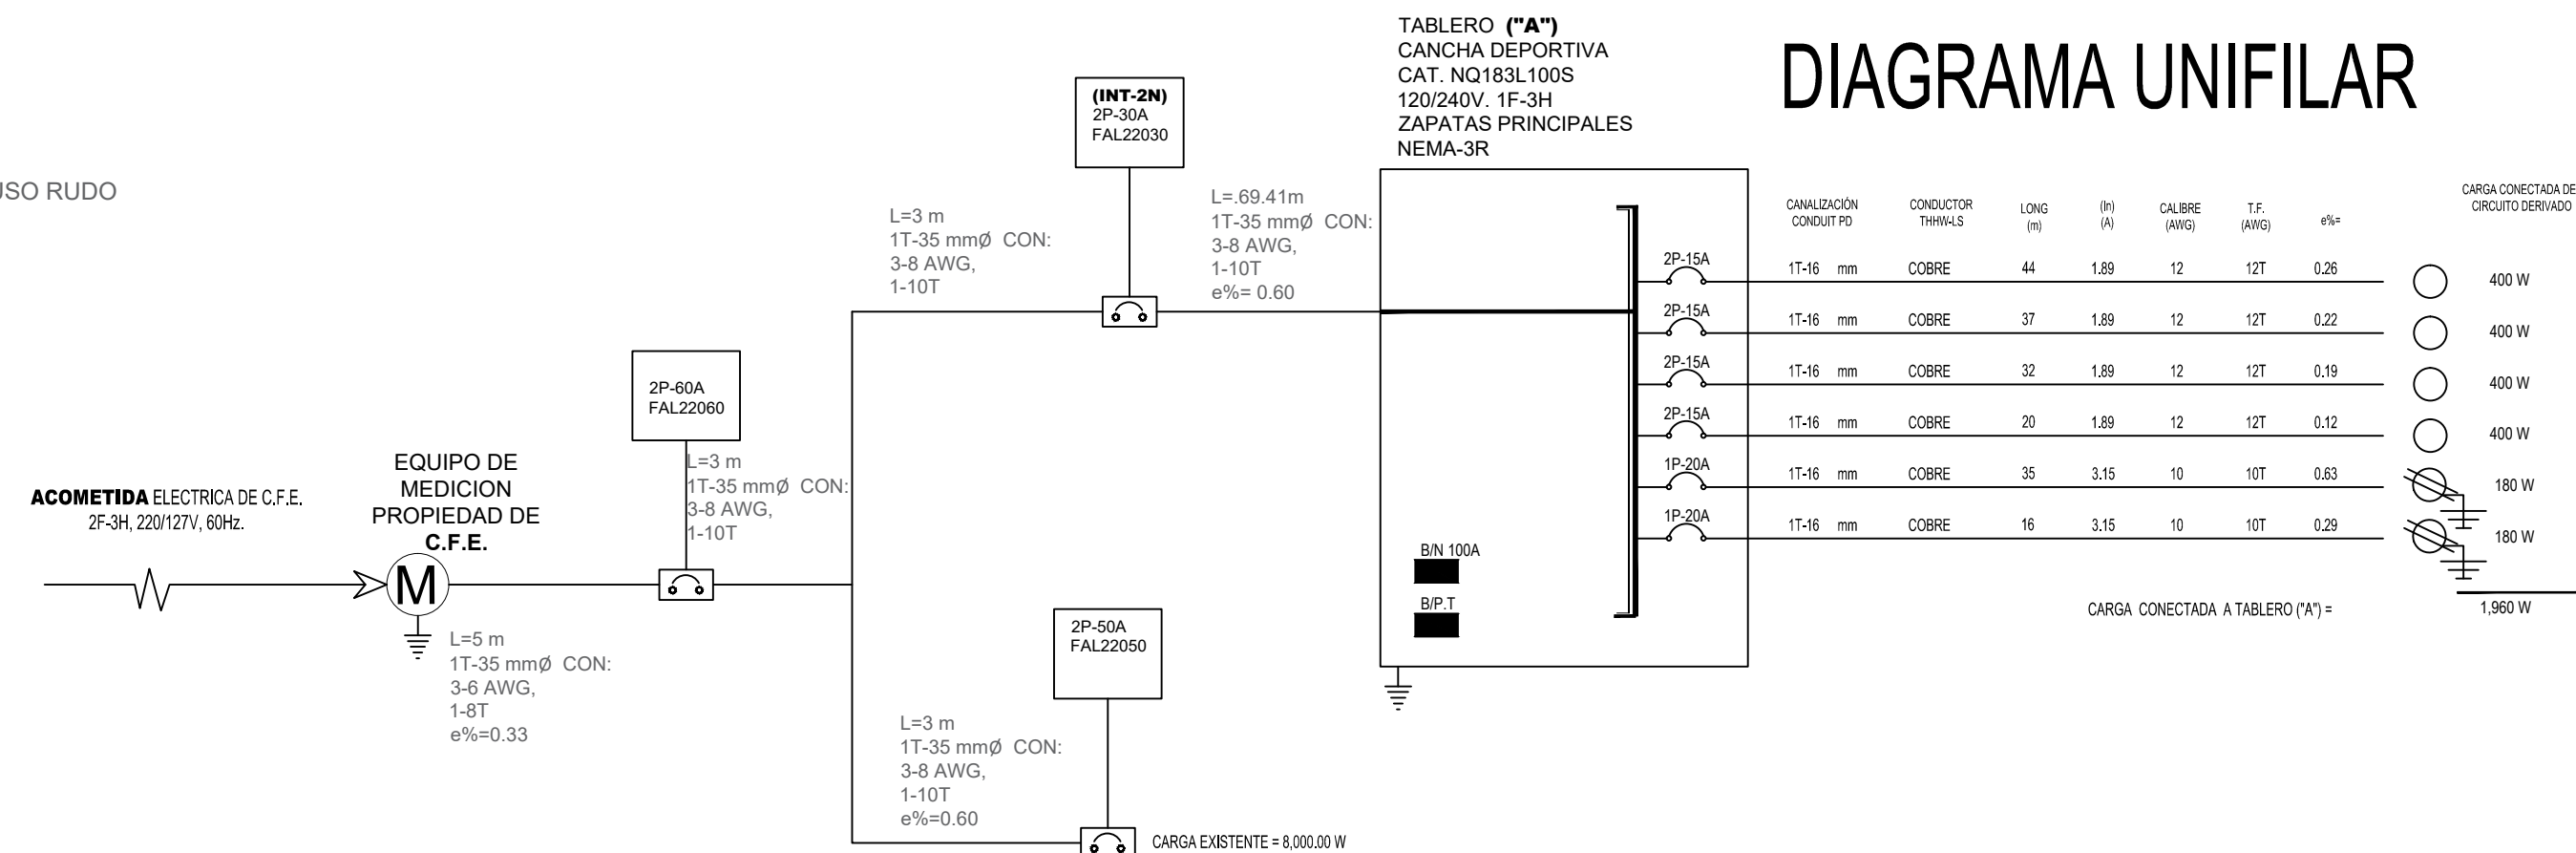 DIAGRAMA UNIFILAR
USO RUDO
ACOMETIDA ELECTRICA DE C.F.E.
2F-3H, 220/127V, 60Hz.
EQUIPO DE
MEDICION
PROPIEDAD DE
C.F.E.
M
L=5 m
1T-35 mmØ CON:
3-6 AWG,
1-8T
e%=0.33
2P-60A
FAL22060
L=3 m
1T-35 mmØ CON:
3-8 AWG,
1-10T
L=3 m
1T-35 mmØ CON:
3-8 AWG,
1-10T
(INT-2N)
2P-30A
FAL22030
L=.69.41m
1T-35 mmØ CON:
3-8 AWG,
1-10T
e%= 0.60
L=3 m
1T-35 mmØ CON:
3-8 AWG,
1-10T
e%=0.60
2P-50A
FAL22050
CARGA EXISTENTE = 8,000.00 W
TABLERO ("A")
CANCHA DEPORTIVA
CAT. NQ183L100S
120/240V. 1F-3H
ZAPATAS PRINCIPALES
NEMA-3R
B/N 100A
B/P.T
CANALIZACIÓN CONDUIT PD CONDUCTOR THHW-LS LONG (m) (In) (A) CALIBRE (AWG) T.F. (AWG) e%= CARGA CONECTADA DE CIRCUITO DERIVADO
2P-15A 1T-16 mm COBRE 44 1.89 12 12T 0.26 400 W
2P-15A 1T-16 mm COBRE 37 1.89 12 12T 0.22 400 W
2P-15A 1T-16 mm COBRE 32 1.89 12 12T 0.19 400 W
2P-15A 1T-16 mm COBRE 20 1.89 12 12T 0.12 400 W
1P-20A 1T-16 mm COBRE 35 3.15 10 10T 0.63 180 W
1P-20A 1T-16 mm COBRE 16 3.15 10 10T 0.29 180 W
CARGA CONECTADA A TABLERO ("A") = 1,960 W